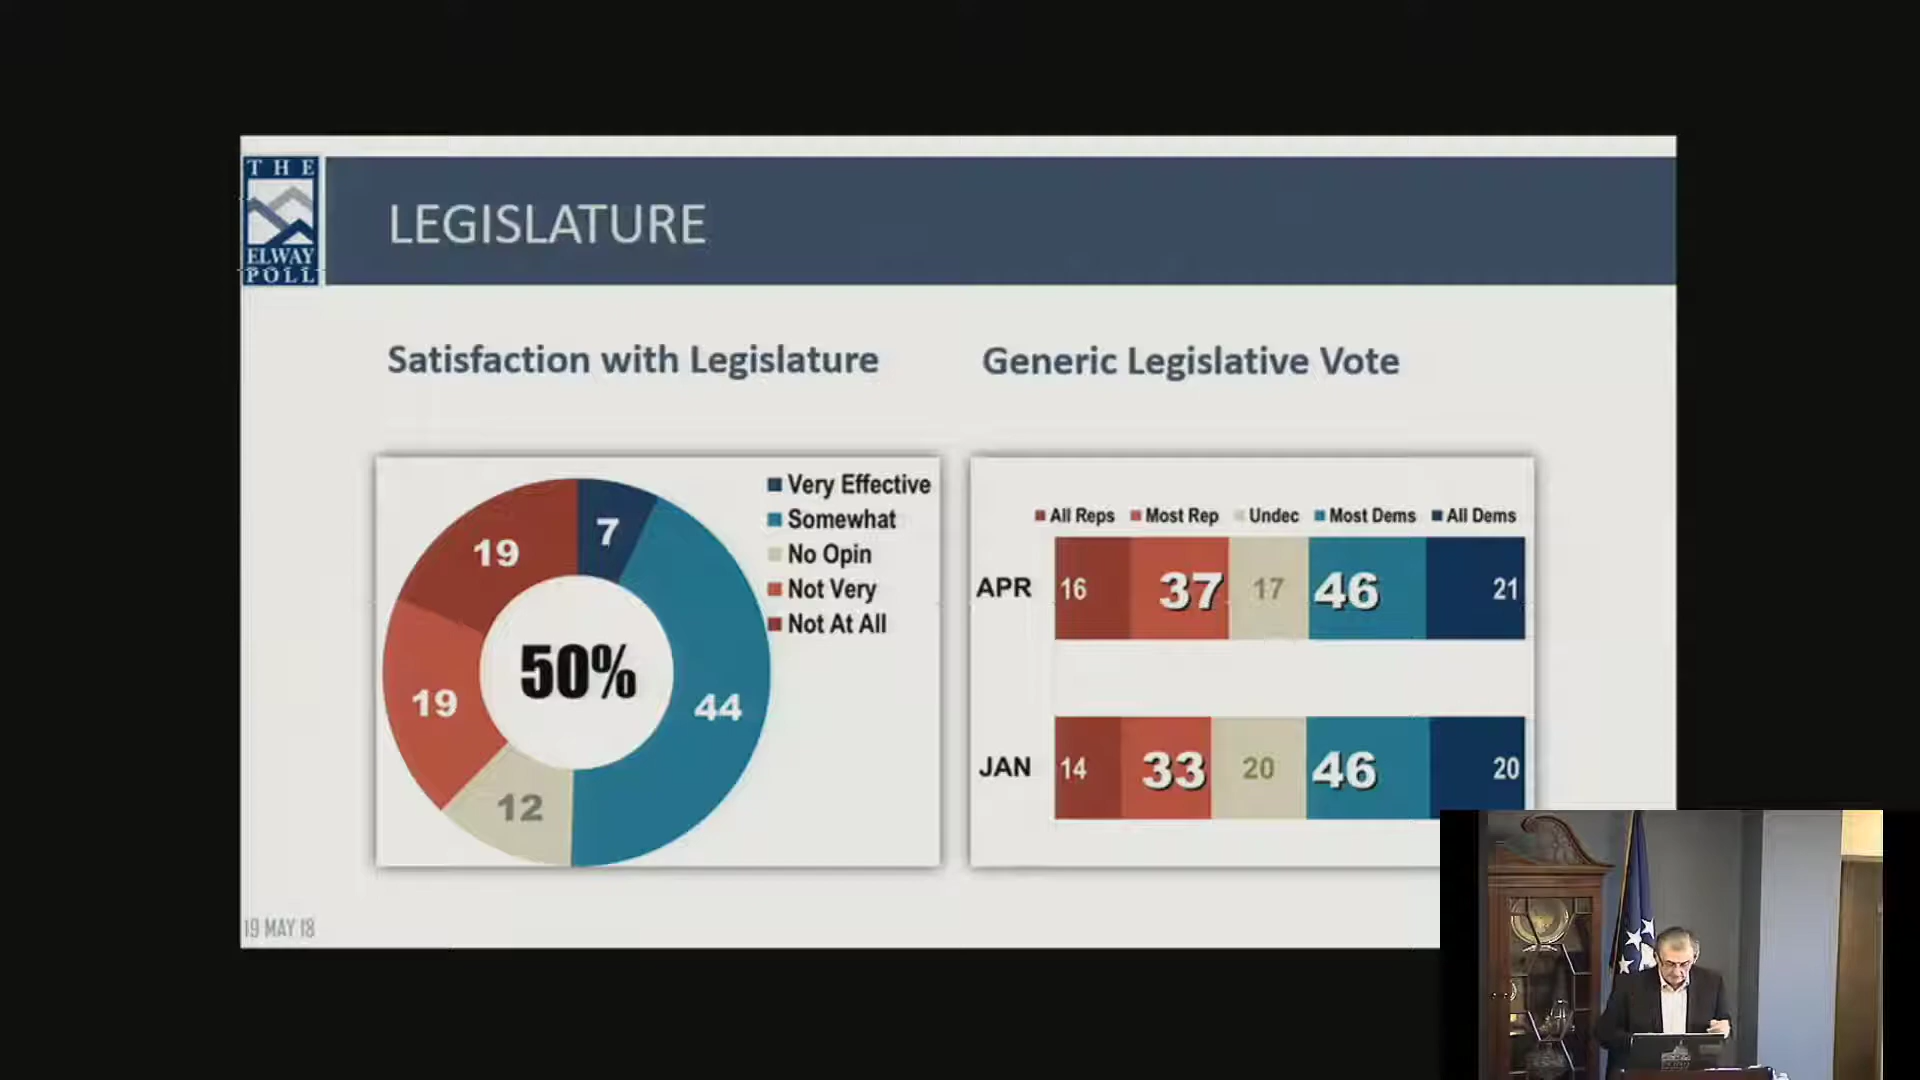 THE
ELWAY
POLL
LEGISLATURE
Satisfaction with Legislature
Generic Legislative Vote
Very Effective
Somewhat
No Opin
Not Very
Not At All
7
44
12
19
19
50%
All Reps Most Rep Undec Most Dems All Dems
APR 16 37 17 46 21
JAN 14 33 20 46 20
19 MAY 18